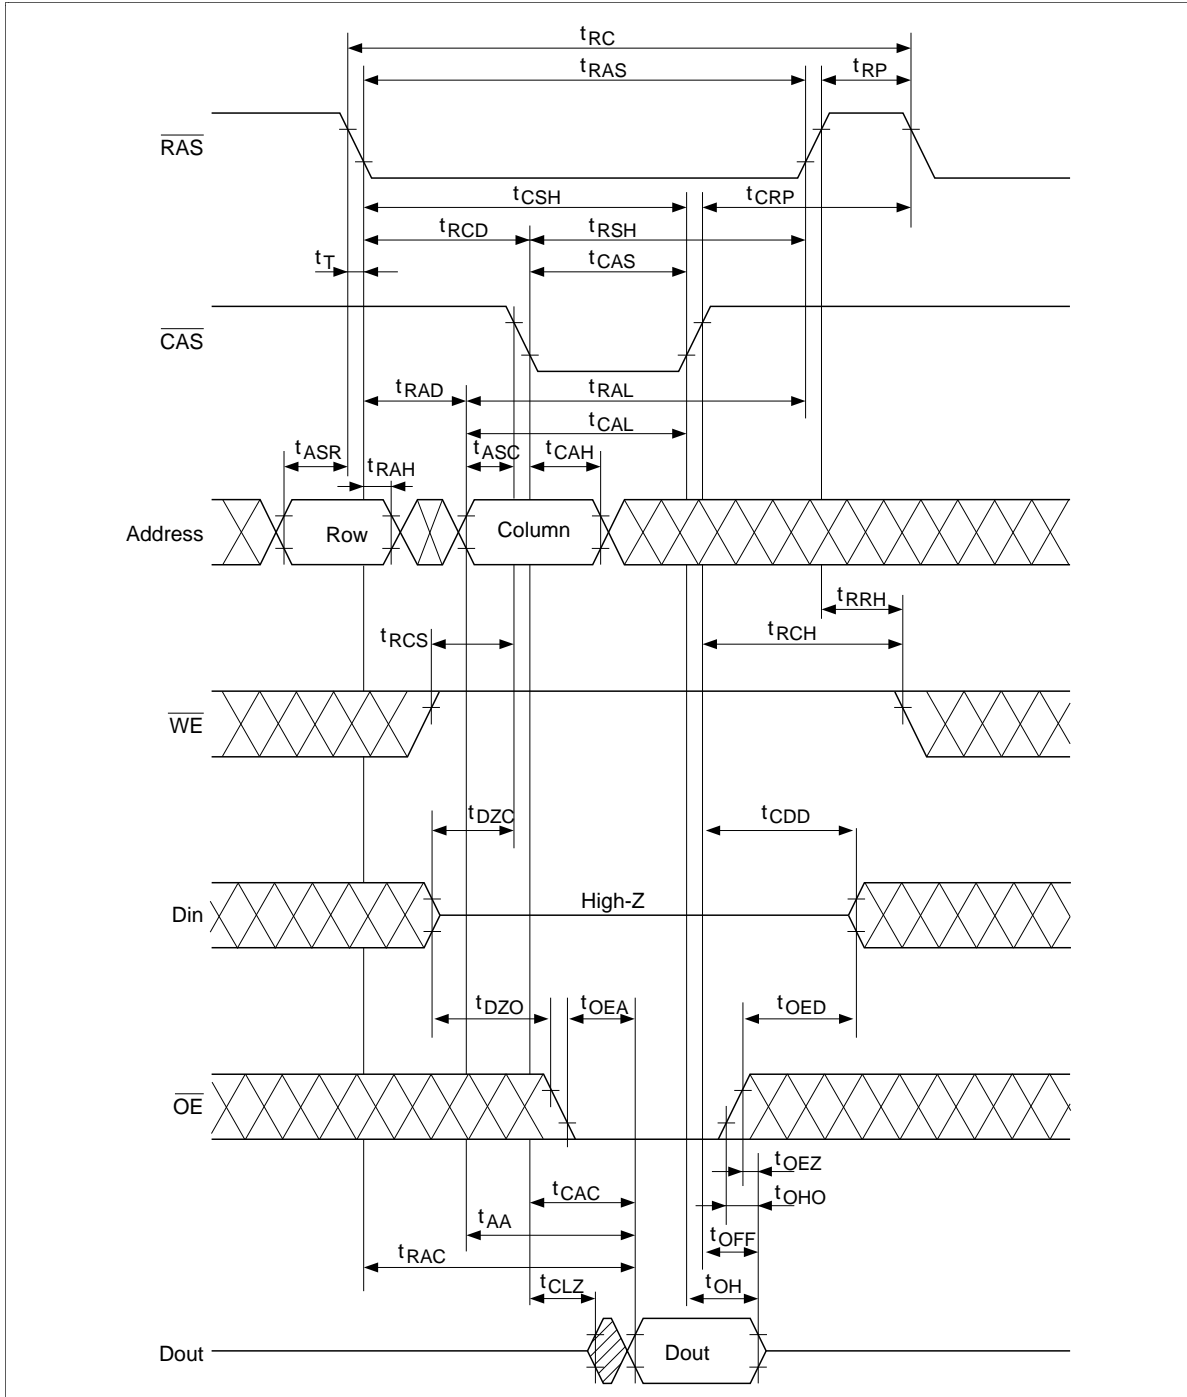 tRC
tRAS
tRP
RAS
tCSH
tCRP
tRCD
tRSH
tT
tCAS
CAS
tRAD
tRAL
tCAL
tASR
tASC
tCAH
tRAH
Address
Row
Column
tRRH
tRCS
tRCH
WE
tDZC
tCDD
Din
High-Z
tDZO
tOEA
tOED
OE
tOEZ
tCAC
tOHO
tAA
tOFF
tRAC
tCLZ
tOH
Dout
Dout